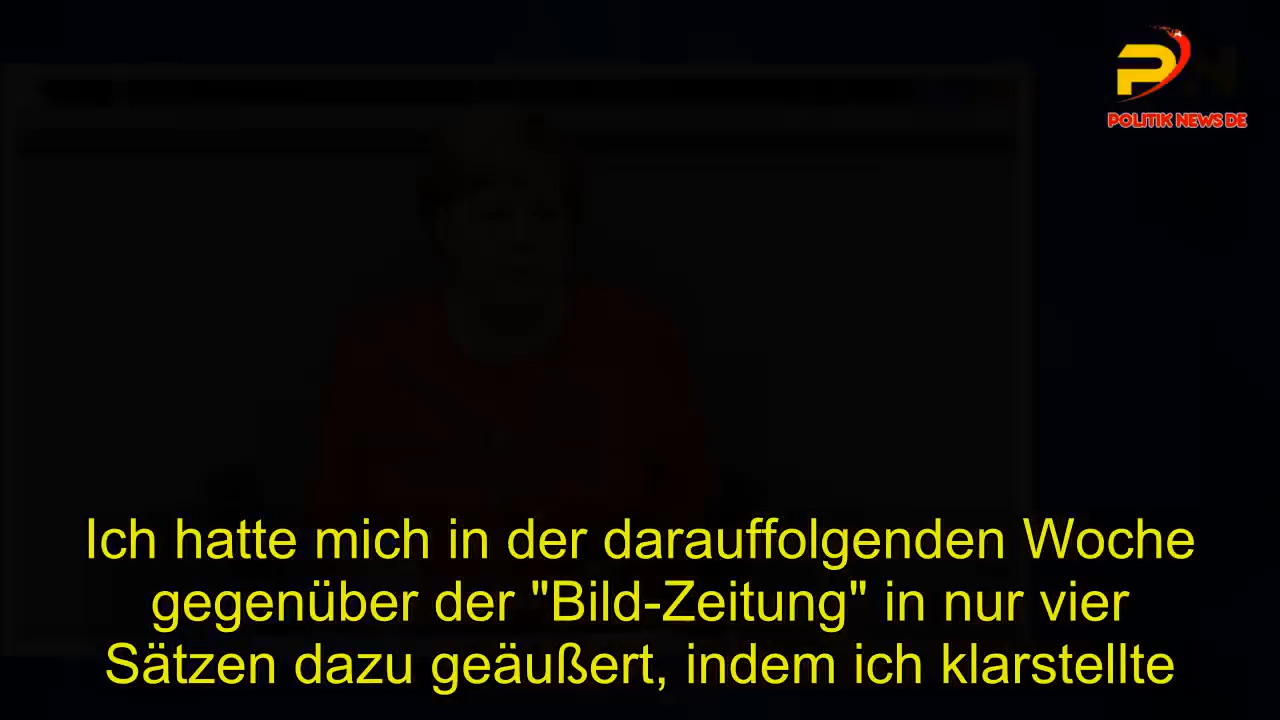 POLITIK NEWS DE
Ich hatte mich in der darauffolgenden Woche
gegenüber der "Bild-Zeitung" in nur vier
Sätzen dazu geäußert, indem ich klarstellte